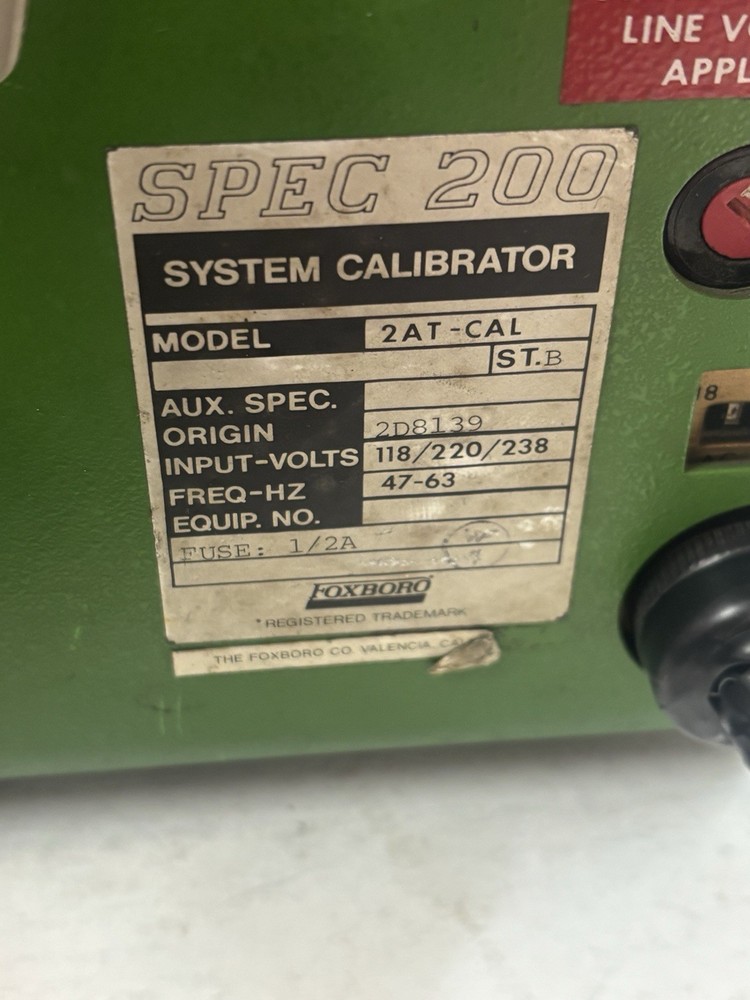 LINE
APPL
SPEC 200
SYSTEM CALIBRATOR
MODEL 2AT-CAL
ST.B
AUX. SPEC.
ORIGIN 2D8139
INPUT-VOLTS 118/220/238
FREQ-HZ 47-63
EQUIP. NO.
FUSE: 1/2A
FOXBORO
*REGISTERED TRADEMARK
THE FOXBORO CO. VALENCIA, CA
18